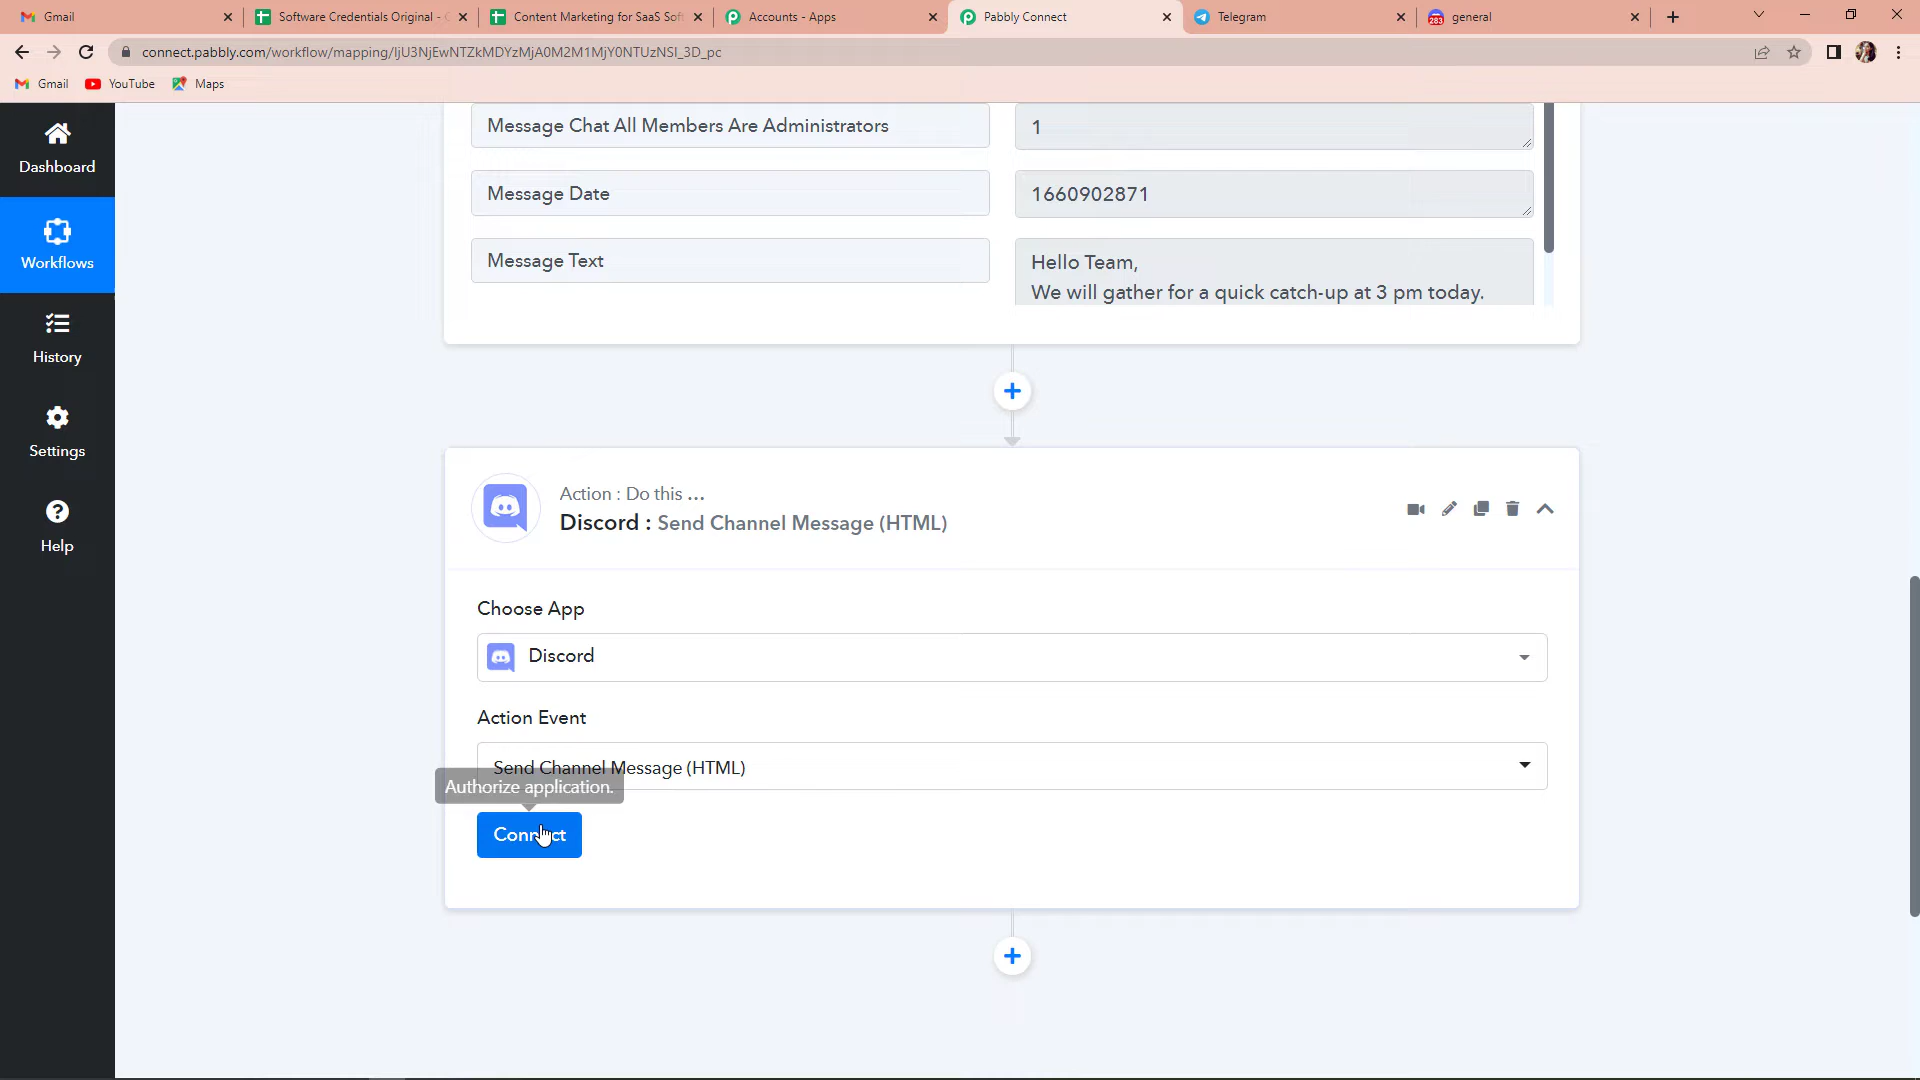 Gmail
Software Credentials Original - C
Content Marketing for SaaS Soft
Accounts - Apps
Pabbly Connect
Telegram
283
general
connect.pabbly.com/workflow/mapping/IjU3NjEwNTZkMDYzMjA0M2M1MjY0NTUzNSI_3D_pc
Gmail
YouTube
Maps
Dashboard
Workflows
History
Settings
Help
Message Chat All Members Are Administrators
1
Message Date
1660902871
Message Text
Hello Team,
We will gather for a quick catch-up at 3 pm today.
Action : Do this ...
Discord : Send Channel Message (HTML)
Choose App
Discord
Action Event
Send Channel Message (HTML)
Authorize application.
Connect